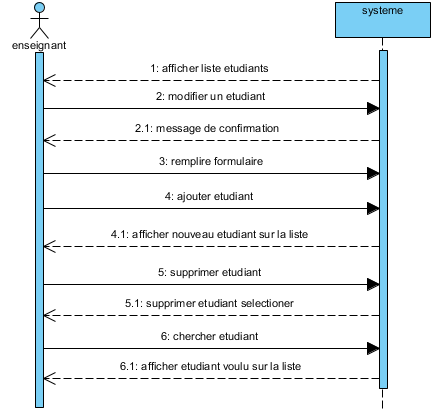 systeme
enseignant
1: afficher liste etudiants
2: modifier un etudiant
2.1: message de confirmation
3: remplire formulaire
4: ajouter etudiant
4.1: afficher nouveau etudiant sur la liste
5: supprimer etudiant
5.1: supprimer etudiant selectioner
6: chercher etudiant
6.1: afficher etudiant voulu sur la liste